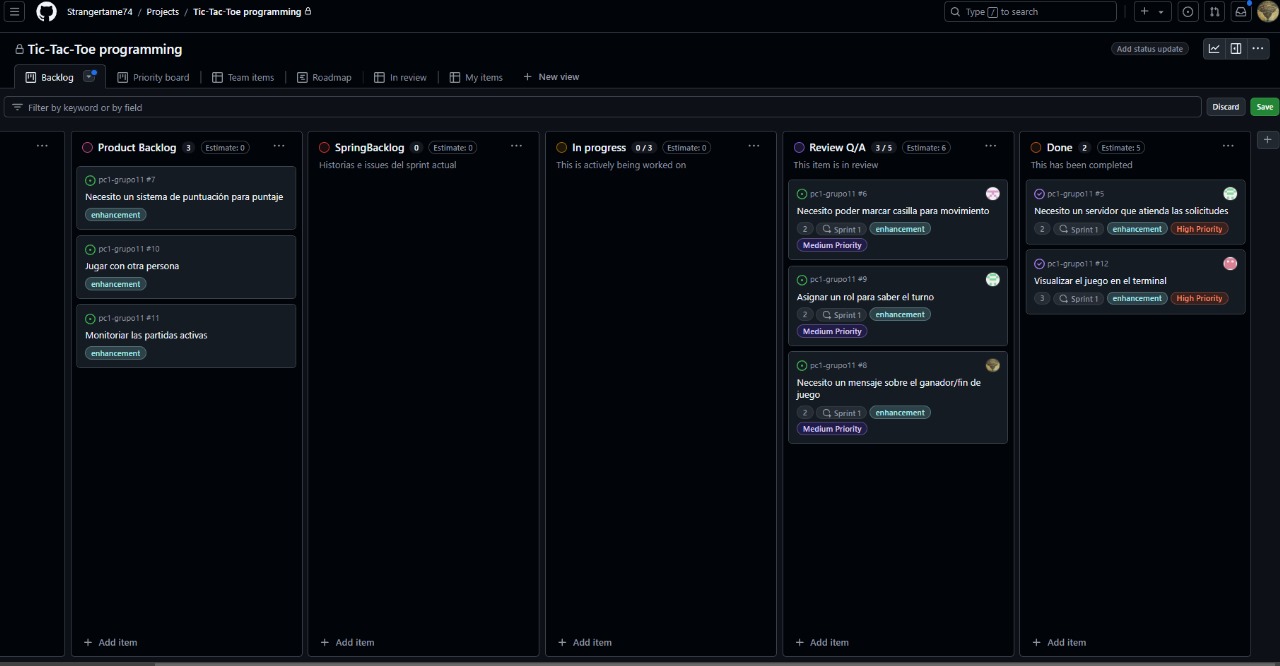 Strangertame74 / Projects / Tic-Tac-Toe programming
Type / to search
Tic-Tac-Toe programming
Add status update
Backlog
Priority board
Team items
Roadmap
In review
My items
New view
Filter by keyword or by field
Discard
Save
Product Backlog 3 Estimate: 0
pc1-grupo11 #7
Necesito un sistema de puntuación para puntaje
enhancement
pc1-grupo11 #10
Jugar con otra persona
enhancement
pc1-grupo11 #11
Monitoriar las partidas activas
enhancement
Add item
SpringBacklog 0 Estimate: 0
Historias e issues del sprint actual
Add item
In progress 0 / 3 Estimate: 0
This is actively being worked on
Add item
Review Q/A 3 / 5 Estimate: 6
This item is in review
pc1-grupo11 #6
Necesito poder marcar casilla para movimiento
2 Sprint 1 enhancement
Medium Priority
pc1-grupo11 #9
Asignar un rol para saber el turno
2 Sprint 1 enhancement
Medium Priority
pc1-grupo11 #8
Necesito un mensaje sobre el ganador/fin de
juego
2 Sprint 1 enhancement
Medium Priority
Add item
Done 2 Estimate: 5
This has been completed
pc1-grupo11 #5
Necesito un servidor que atienda las solicitudes
2 Sprint 1 enhancement High Priority
pc1-grupo11 #12
Visualizar el juego en el terminal
3 Sprint 1 enhancement High Priority
Add item